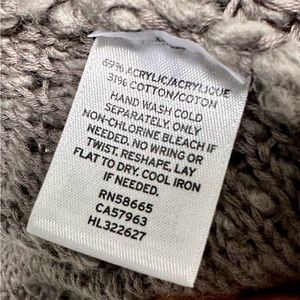 69% ACRYLIC/ACRYLIQUE
31% COTTON/COTON
HAND WASH COLD
SEPARATELY. ONLY
NON-CHLORINE BLEACH IF
NEEDED. NO WRING OR
TWIST, RESHAPE, LAY
FLAT TO DRY. COOL IRON
IF NEEDED.
RN58665
CA57963
HL322627